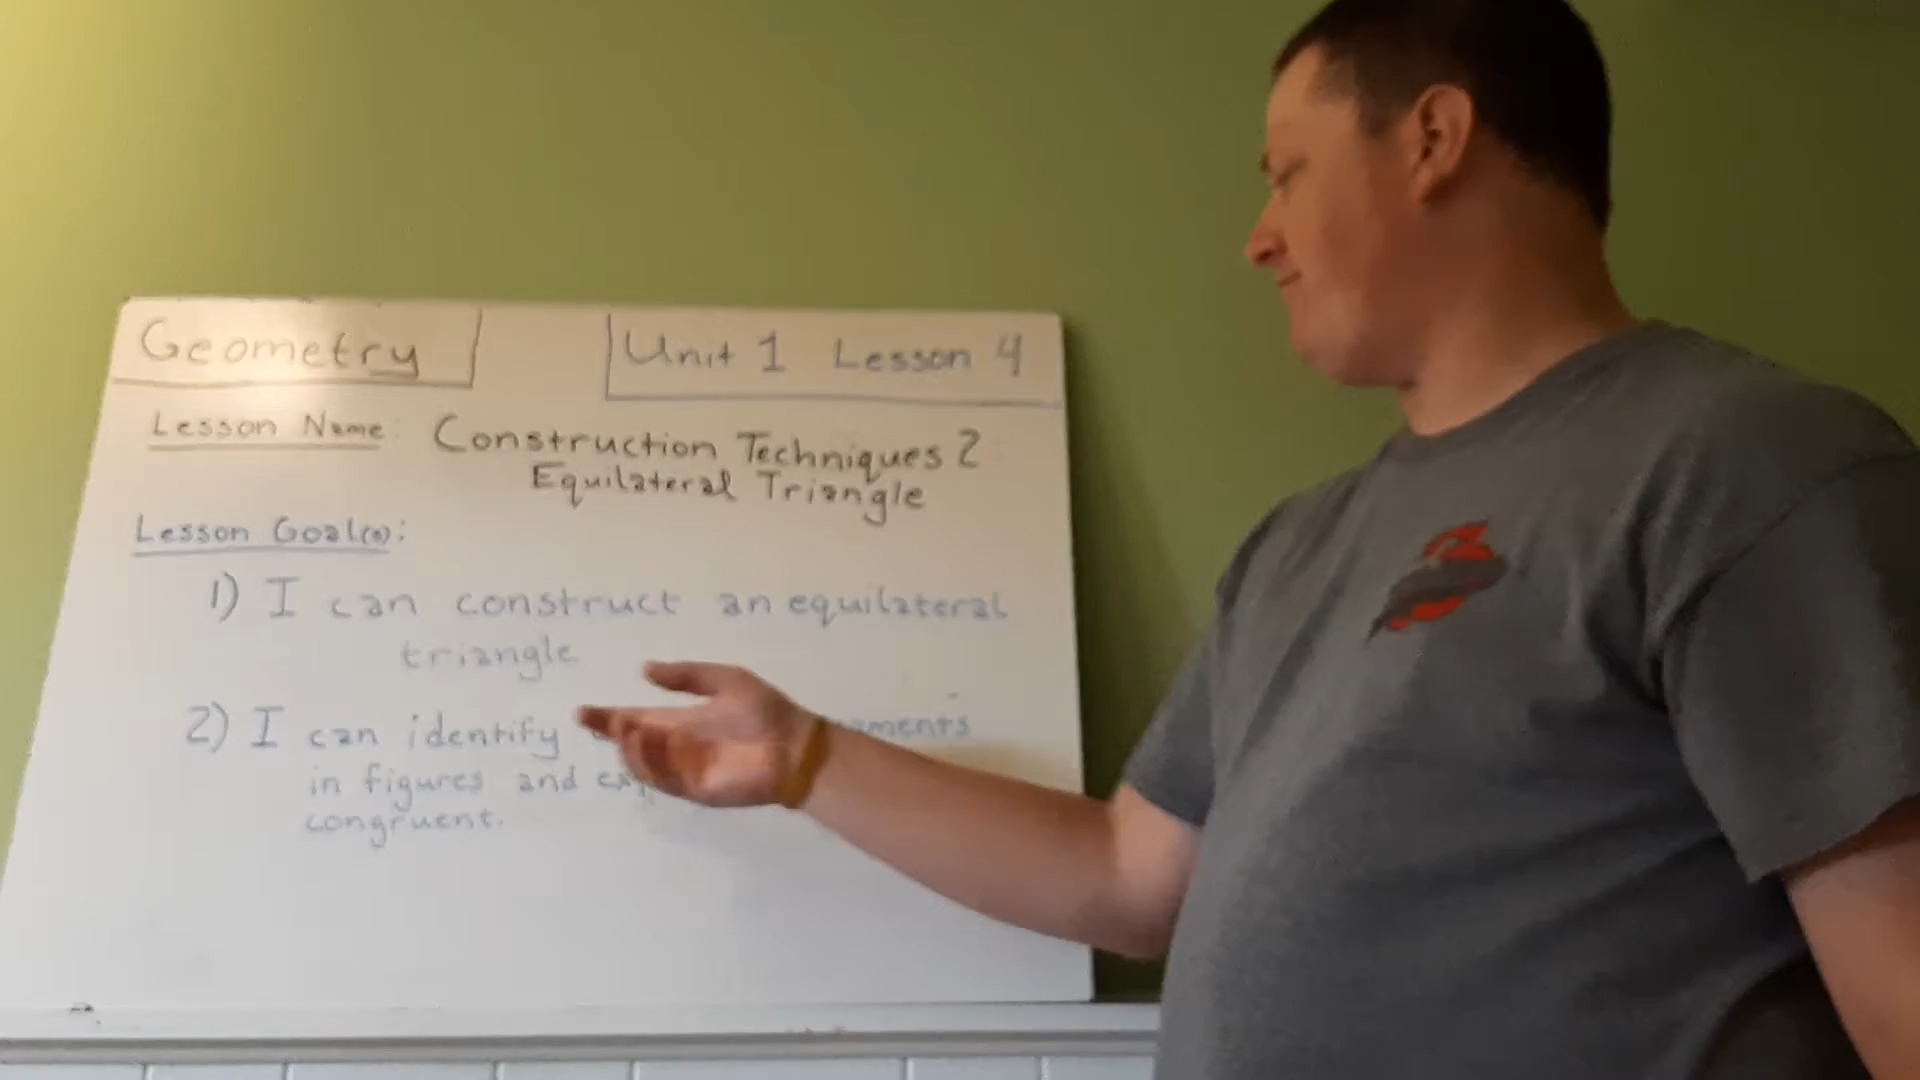 Geometry
Unit 1 Lesson 4
Lesson Name: Construction Techniques 2
Equilateral Triangle
Lesson Goal(s):
1) I can construct an equilateral
triangle
2) I can identify
in figures and
congruent.